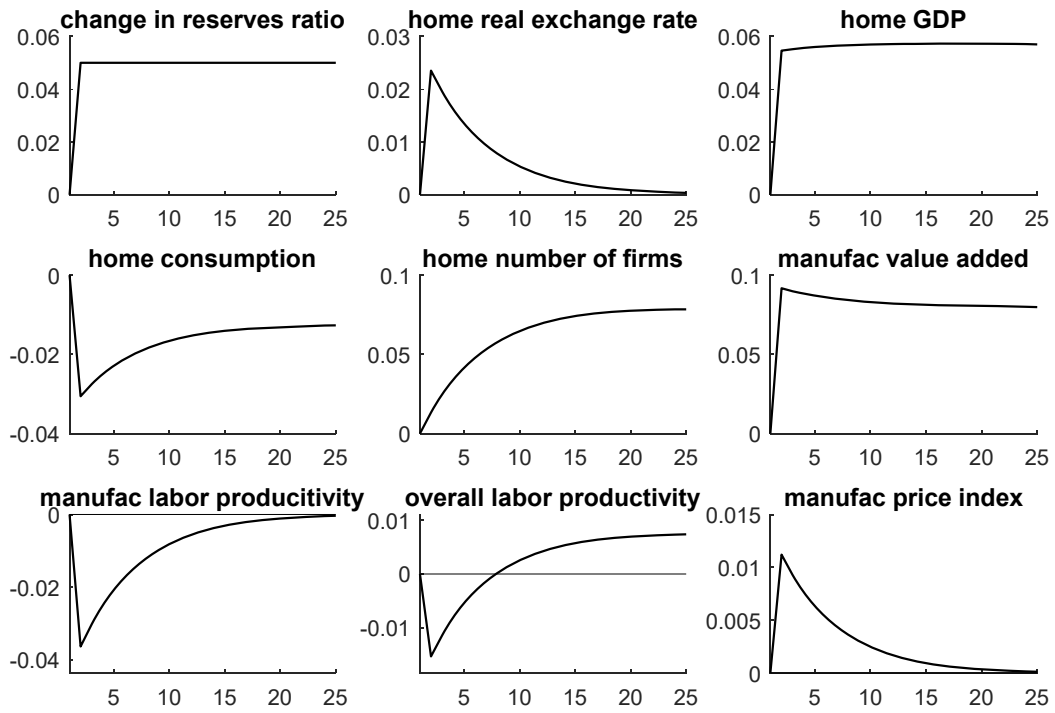 change in reserves ratio
0.06
0.04
0.02
0
5 10 15 20 25
home real exchange rate
0.03
0.02
0.01
0
5 10 15 20 25
home GDP
0.06
0.04
0.02
0
5 10 15 20 25
home consumption
0
-0.02
-0.04
5 10 15 20 25
home number of firms
0.1
0.05
0
5 10 15 20 25
manufac value added
0.1
0.05
0
5 10 15 20 25
manufac labor producitivity
0
-0.02
-0.04
5 10 15 20 25
overall labor productivity
0.01
0
-0.01
5 10 15 20 25
manufac price index
0.015
0.01
0.005
0
5 10 15 20 25